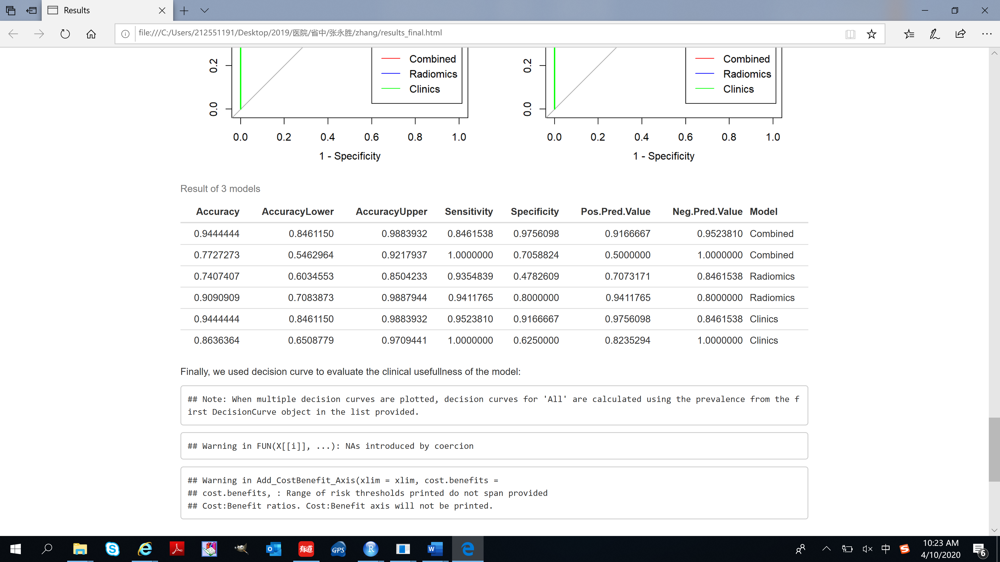 Results
file:///C:/Users/212551191/Desktop/2019/医院/省中/张永胜/zhang/results_final.html
0.2
0.0
Combined
Radiomics
Clinics
0.0 0.2 0.4 0.6 0.8 1.0
1 - Specificity
0.2
0.0
Combined
Radiomics
Clinics
0.0 0.2 0.4 0.6 0.8 1.0
1 - Specificity
Result of 3 models
Accuracy AccuracyLower AccuracyUpper Sensitivity Specificity Pos.Pred.Value Neg.Pred.Value Model
0.9444444 0.8461150 0.9883932 0.8461538 0.9756098 0.9166667 0.9523810 Combined
0.7727273 0.5462964 0.9217937 1.0000000 0.7058824 0.5000000 1.0000000 Combined
0.7407407 0.6034553 0.8504233 0.9354839 0.4782609 0.7073171 0.8461538 Radiomics
0.9090909 0.7083873 0.9887944 0.9411765 0.8000000 0.9411765 0.8000000 Radiomics
0.9444444 0.8461150 0.9883932 0.9523810 0.9166667 0.9756098 0.8461538 Clinics
0.8636364 0.6508779 0.9709441 1.0000000 0.6250000 0.8235294 1.0000000 Clinics
Finally, we used decision curve to evaluate the clinical usefullness of the model:
## Note: When multiple decision curves are plotted, decision curves for 'All' are calculated using the prevalence from the f
irst DecisionCurve object in the list provided.
## Warning in FUN(X[[i]], ...): NAs introduced by coercion
## Warning in Add_CostBenefit_Axis(xlim = xlim, cost.benefits =
## cost.benefits, : Range of risk thresholds printed do not span provided
## Cost:Benefit ratios. Cost:Benefit axis will not be printed.
有道
GPS
R
中
10:23 AM
4/10/2020
6